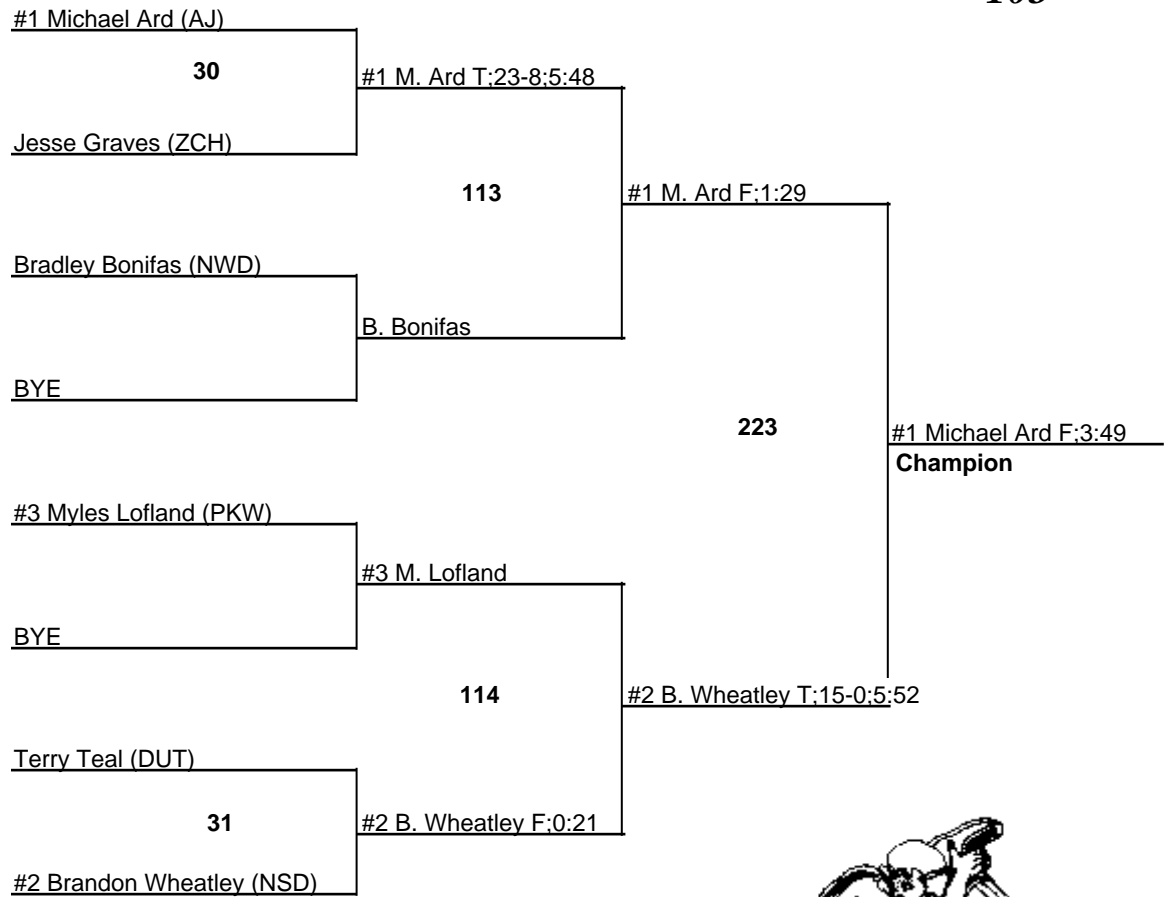 #1 Michael Ard (AJ)
30
#1 M. Ard T;23-8;5:48
Jesse Graves (ZCH)
113
#1 M. Ard F;1:29
Bradley Bonifas (NWD)
B. Bonifas
BYE
223
#1 Michael Ard F;3:49
Champion
#3 Myles Lofland (PKW)
#3 M. Lofland
BYE
114
#2 B. Wheatley T;15-0;5:52
Terry Teal (DUT)
31
#2 B. Wheatley F;0:21
#2 Brandon Wheatley (NSD)